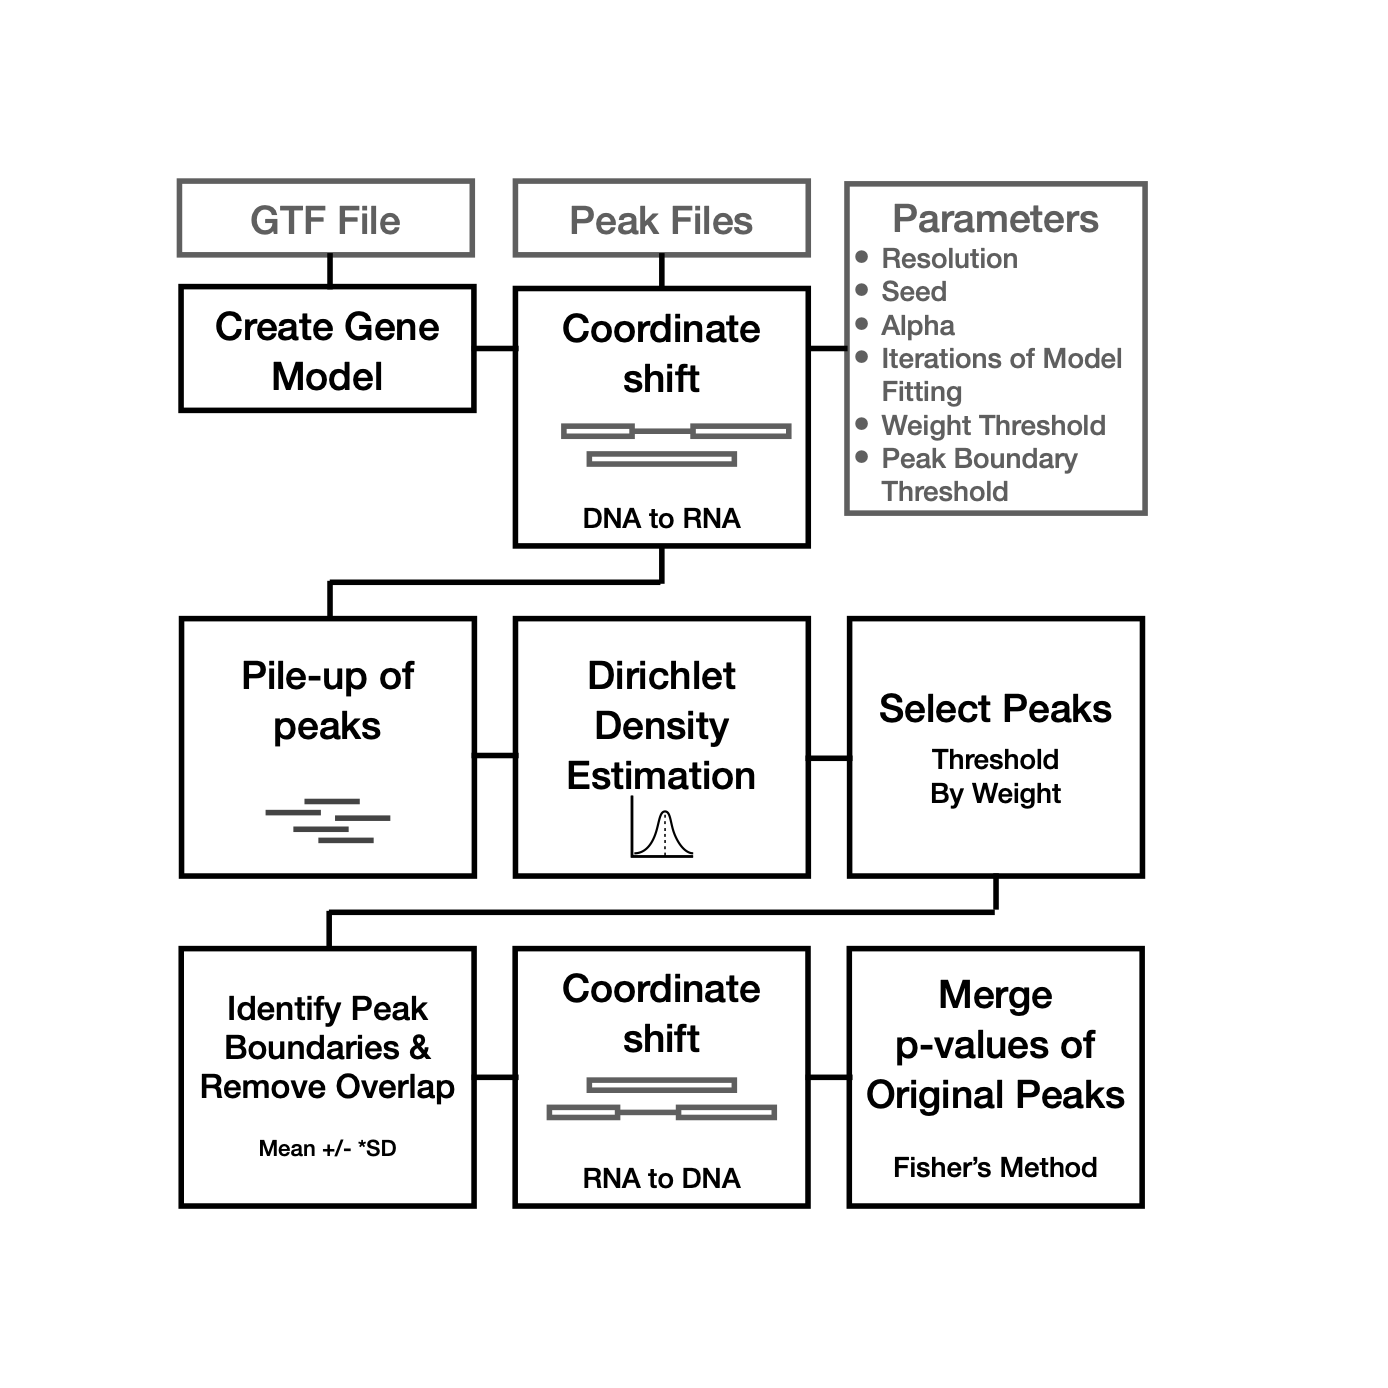 GTF File
Peak Files
Parameters
• Resolution
• Seed
• Alpha
• Iterations of Model
Fitting
• Weight Threshold
• Peak Boundary
Threshold
Create Gene
Model
Coordinate
shift
DNA to RNA
Pile-up of
peaks
Dirichlet
Density
Estimation
Select Peaks
Threshold
By Weight
Identify Peak
Boundaries &
Remove Overlap
Mean +/- *SD
Coordinate
shift
RNA to DNA
Merge
p-values of
Original Peaks
Fisher’s Method